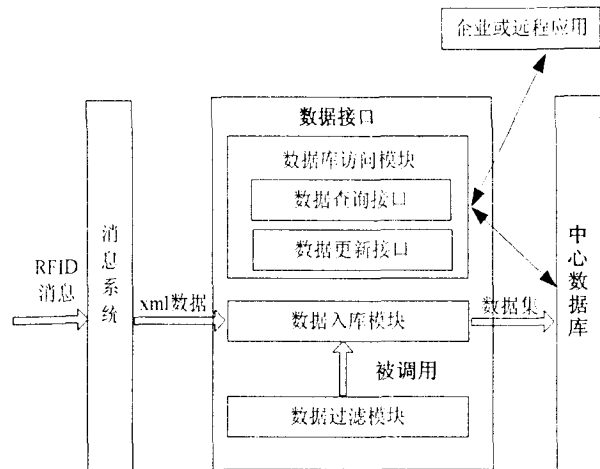 企业或远程应用
数据接口
数据库访问模块
数据查询接口
数据更新接口
消息系统
RFID
消息
xml数据
数据入库模块
数据集
中心数据库
被调用
数据过滤模块